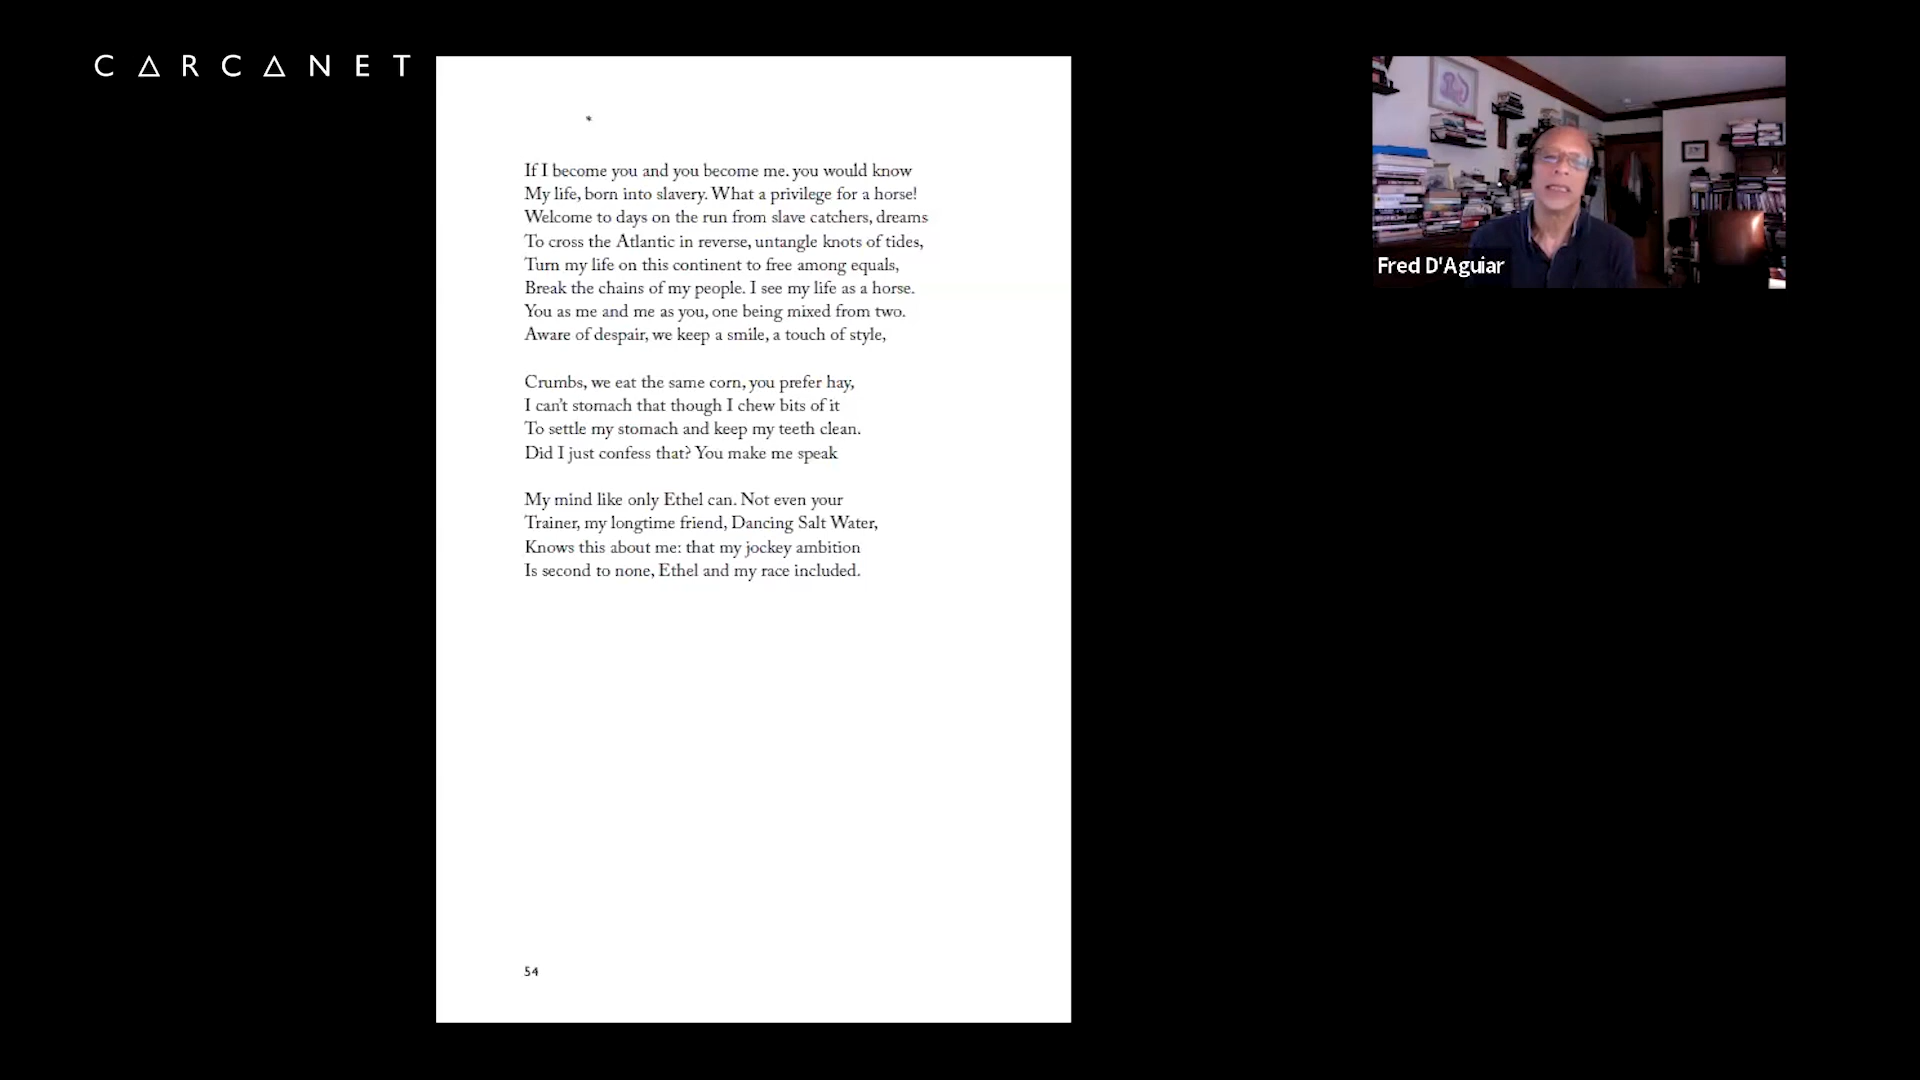 CARCANET
*
If I become you and you become me. you would know
My life, born into slavery. What a privilege for a horse!
Welcome to days on the run from slave catchers, dreams
To cross the Atlantic in reverse, untangle knots of tides,
Turn my life on this continent to free among equals,
Break the chains of my people. I see my life as a horse.
You as me and me as you, one being mixed from two.
Aware of despair, we keep a smile, a touch of style,
Crumbs, we eat the same corn, you prefer hay,
I can't stomach that though I chew bits of it
To settle my stomach and keep my teeth clean.
Did I just confess that? You make me speak
My mind like only Ethel can. Not even your
Trainer, my longtime friend, Dancing Salt Water,
Knows this about me: that my jockey ambition
Is second to none, Ethel and my race included.
54
Fred D'Aguiar